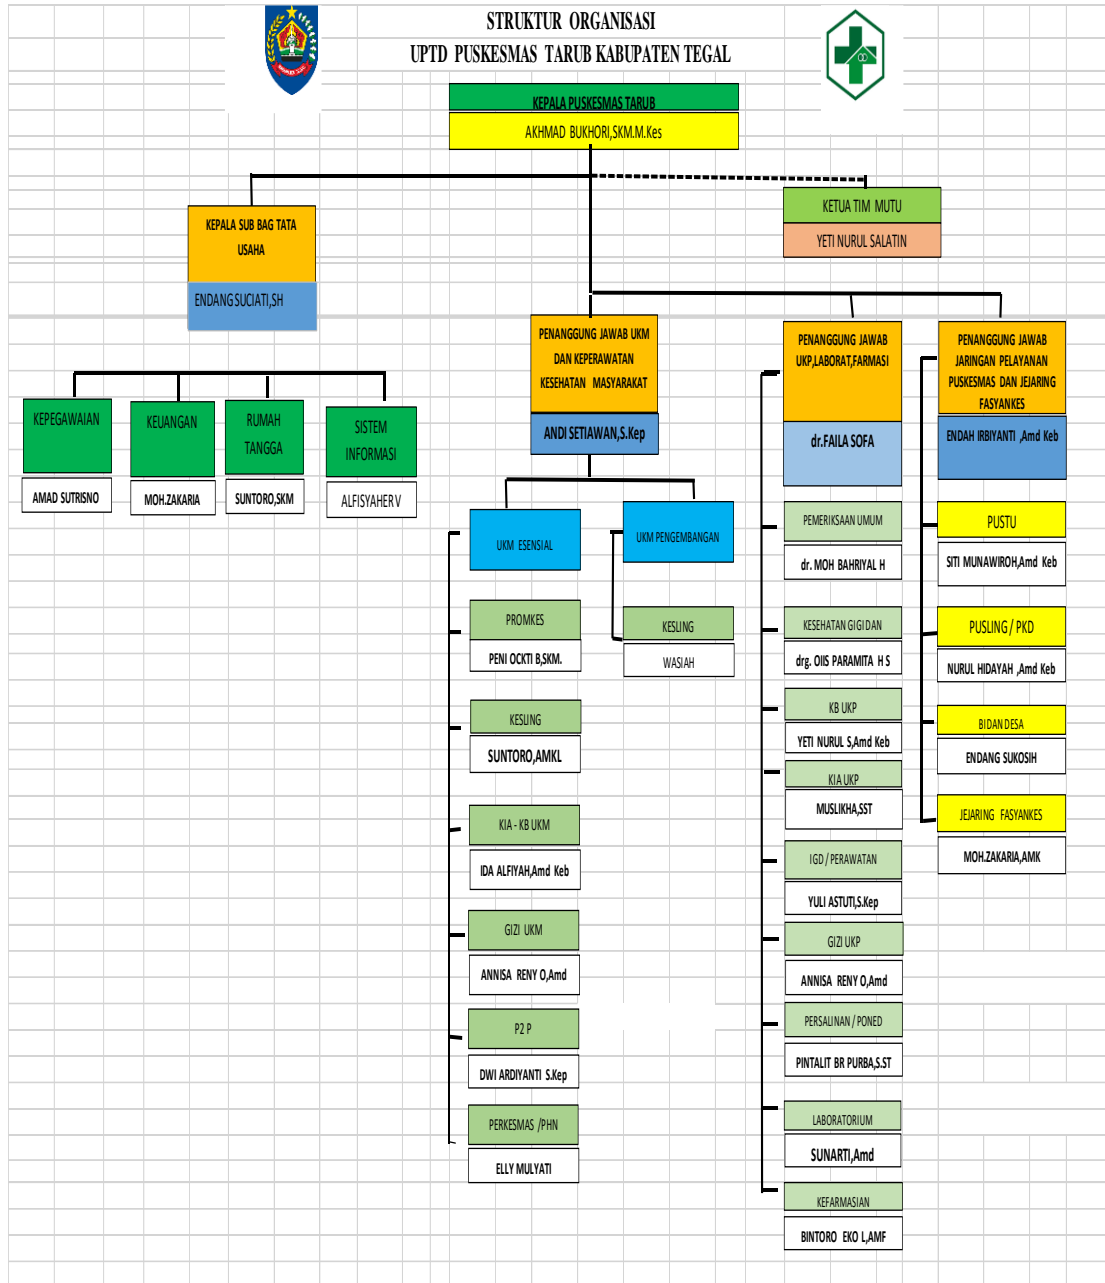 STRUKTUR ORGANISASI
UPTD PUSKESMAS TARUB KABUPATEN TEGAL
KEPALA PUSKESMAS TARUB
AKHMAD BUKHORI,SKM.M.Kes
KETUA TIM MUTU
YETI NURUL SALATIN
KEPALA SUB BAG TATA
USAHA
ENDANG SUCIATI,SH
KEPEGAWAIAN
AMAD SUTRISNO
KEUANGAN
MOH.ZAKARIA
RUMAH
TANGGA
SUNTORO,SKM
SISTEM
INFORMASI
ALFISYAHER V
PENANGGUNG JAWAB UKM
DAN KEPERAWATAN
KESEHATAN MASYARAKAT
ANDI SETIAWAN,S.Kep
UKM ESENSIAL
PROMKES
PENI OCKTI B,SKM.
KESLING
SUNTORO,AMKL
KIA - KB UKM
IDA ALFIYAH,Amd Keb
GIZI UKM
ANNISA RENY O,Amd
P2 P
DWI ARDIYANTI S.Kep
PERKESMAS /PHN
ELLY MULYATI
UKM PENGEMBANGAN
KESLING
WASIAH
PENANGGUNG JAWAB
UKP,LABORAT,FARMASI
dr.FAILA SOFA
PEMERIKSAAN UMUM
dr. MOH BAHRIYAL H
KESEHATAN GIGI DAN
drg. OIIS PARAMITA H S
KB UKP
YETI NURUL S,Amd Keb
KIA UKP
MUSLIKHA,SST
IGD / PERAWATAN
YULI ASTUTI,S.Kep
GIZI UKP
ANNISA RENY O,Amd
PERSALINAN / PONED
PINTALIT BR PURBA,S.ST
LABORATORIUM
SUNARTI,Amd
KEFARMASIAN
BINTORO EKO L,AMF
PENANGGUNG JAWAB
JARINGAN PELAYANAN
PUSKESMAS DAN JEJARING
FASYANKES
ENDAH IRBIYANTI ,Amd Keb
PUSTU
SITI MUNAWIROH,Amd Keb
PUSLING / PKD
NURUL HIDAYAH ,Amd Keb
BIDAN DESA
ENDANG SUKOSIH
JEJARING FASYANKES
MOH.ZAKARIA,AMK